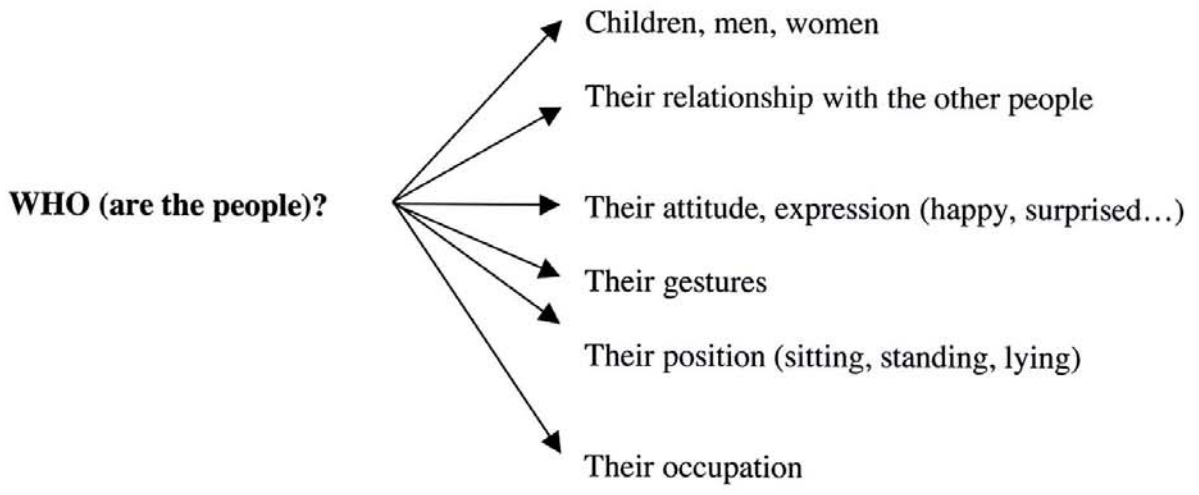 Children, men, women
Their relationship with the other people
WHO (are the people)?
Their attitude, expression (happy, surprised…)
Their gestures
Their position (sitting, standing, lying)
Their occupation